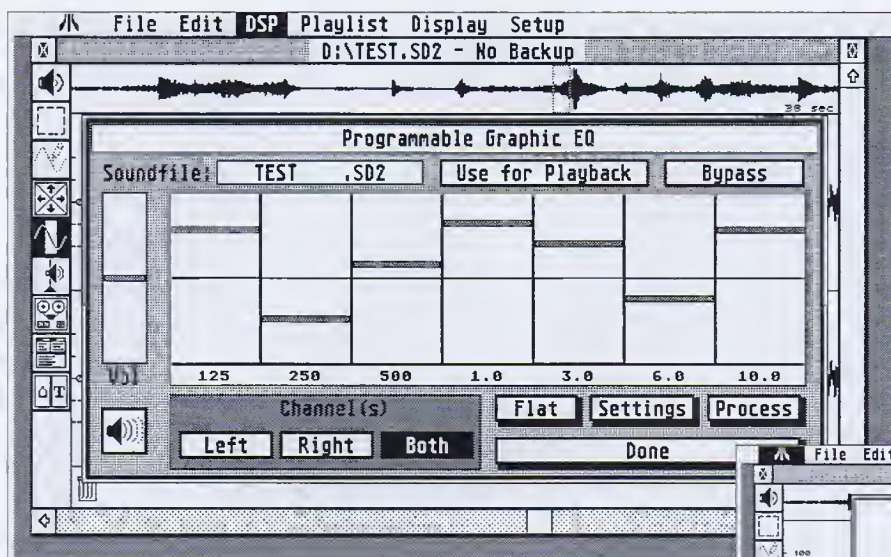 File Edit DSP Playlist Display Setup
D:\TEST.SD2 - No Backup
38 sec
Programmable Graphic EQ
Soundfile: TEST .SD2 Use for Playback Bypass
Vol 125 250 500 1.0 3.0 6.0 10.0
T
Channel(s) Flat Settings Process
Left Right Both Done
File Edit
100